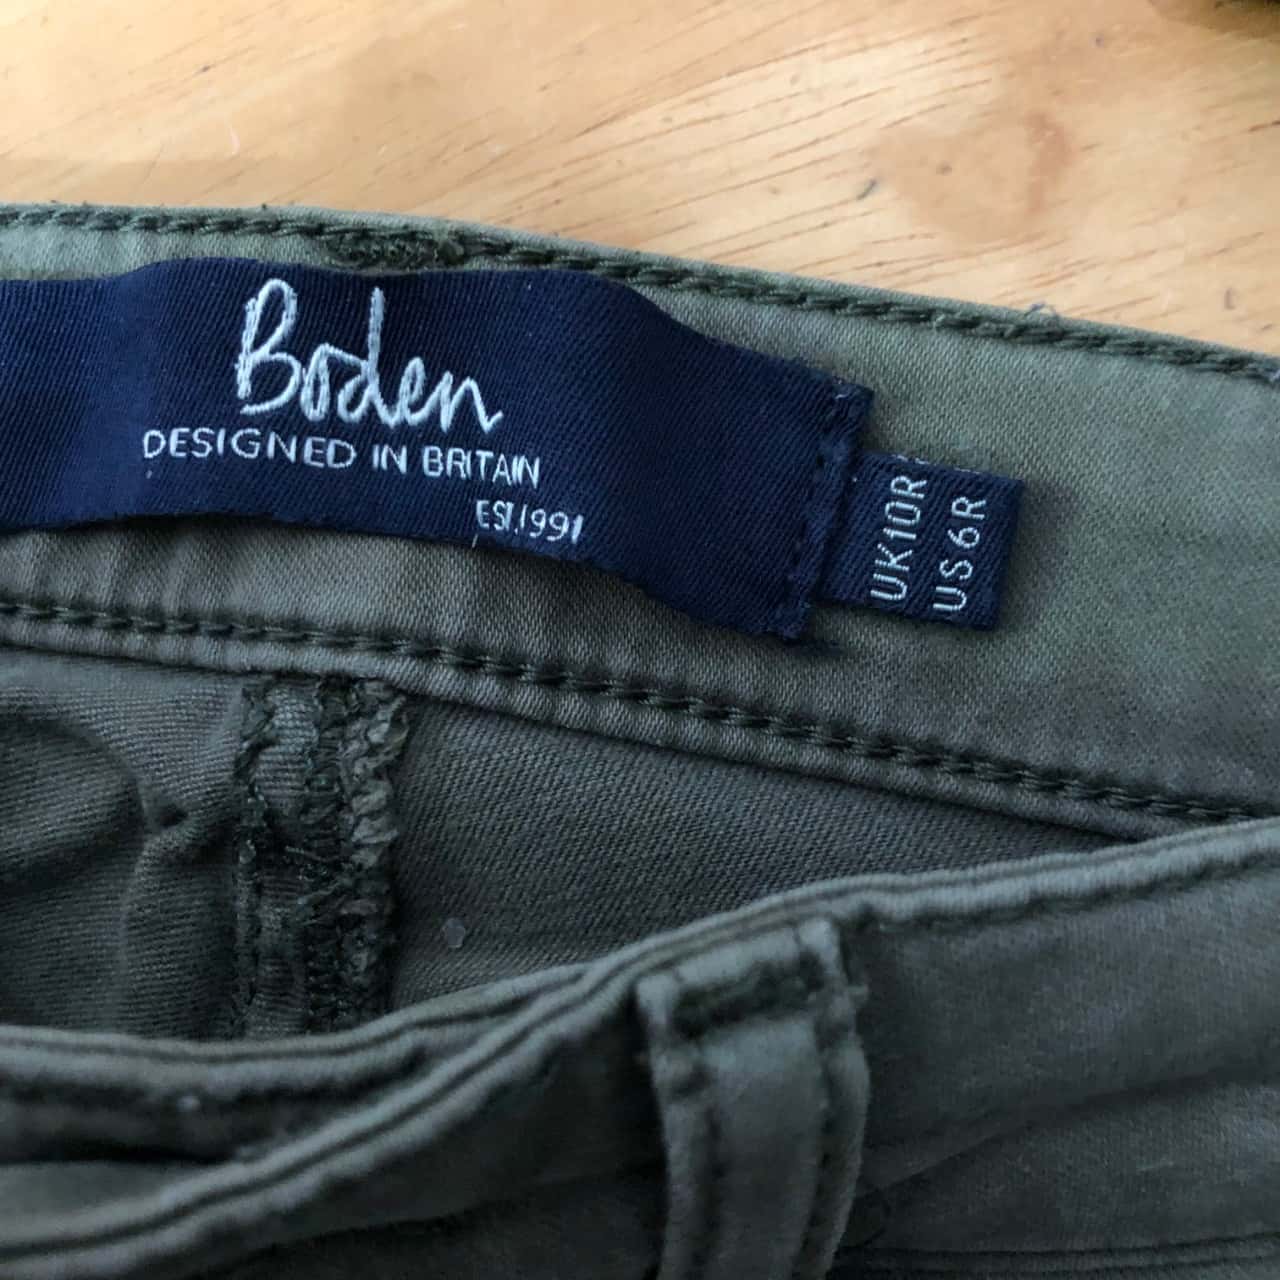 Boden
DESIGNED IN BRITAIN
EST.1991
UK10R
US6R